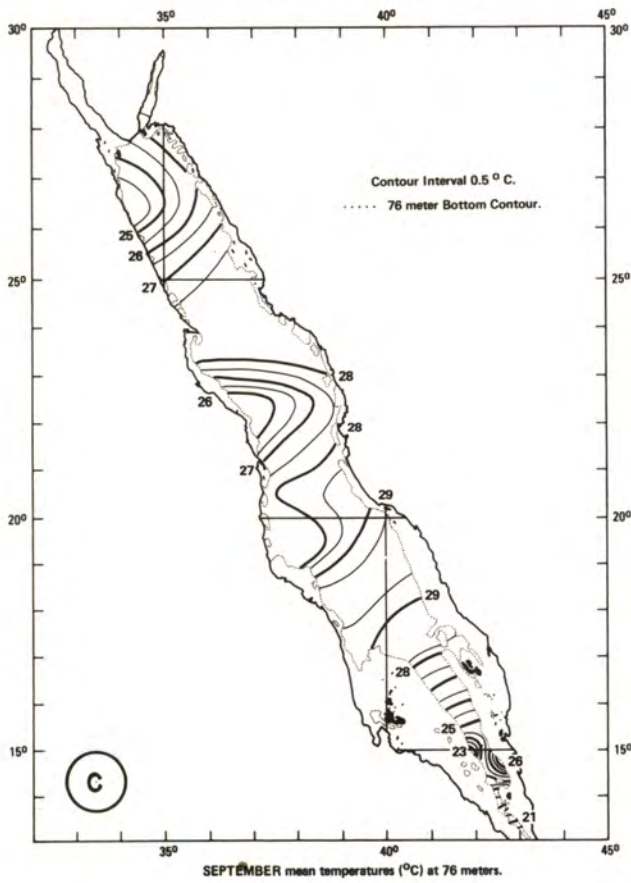 35° 40° 45°
30° 30°
Contour Interval 0.5 ° C.
..... 76 meter Bottom Contour.
25
26
27
25° 25°
28
26
28
27
29
20° 20°
29
28
25
23
15° 26 15°
C
21
35° 40° 45°
SEPTEMBER mean temperatures (°C) at 76 meters.